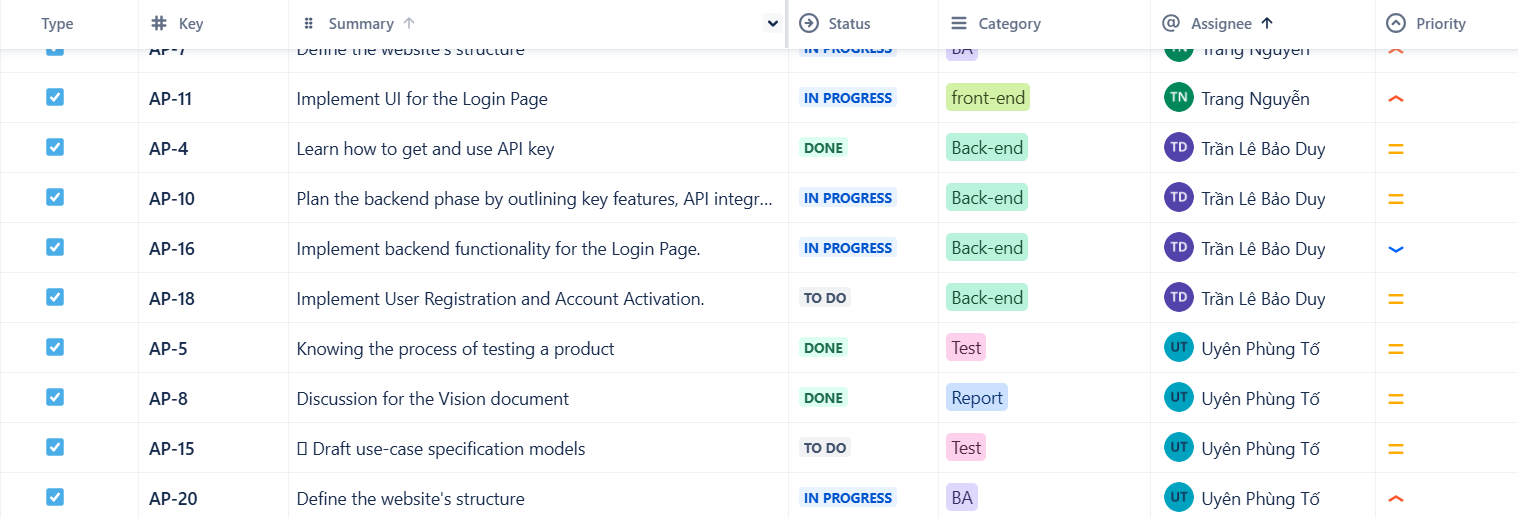 Type Key Summary Status Category Assignee Priority
AP-7 Define the website's structure IN PROGRESS BA TN Trang Nguyễn
AP-11 Implement UI for the Login Page IN PROGRESS front-end TN Trang Nguyễn
AP-4 Learn how to get and use API key DONE Back-end TD Trần Lê Bảo Duy
AP-10 Plan the backend phase by outlining key features, API integr... IN PROGRESS Back-end TD Trần Lê Bảo Duy
AP-16 Implement backend functionality for the Login Page. IN PROGRESS Back-end TD Trần Lê Bảo Duy
AP-18 Implement User Registration and Account Activation. TO DO Back-end TD Trần Lê Bảo Duy
AP-5 Knowing the process of testing a product DONE Test UT Uyên Phùng Tố
AP-8 Discussion for the Vision document DONE Report UT Uyên Phùng Tố
AP-15 Draft use-case specification models TO DO Test UT Uyên Phùng Tố
AP-20 Define the website's structure IN PROGRESS BA UT Uyên Phùng Tố